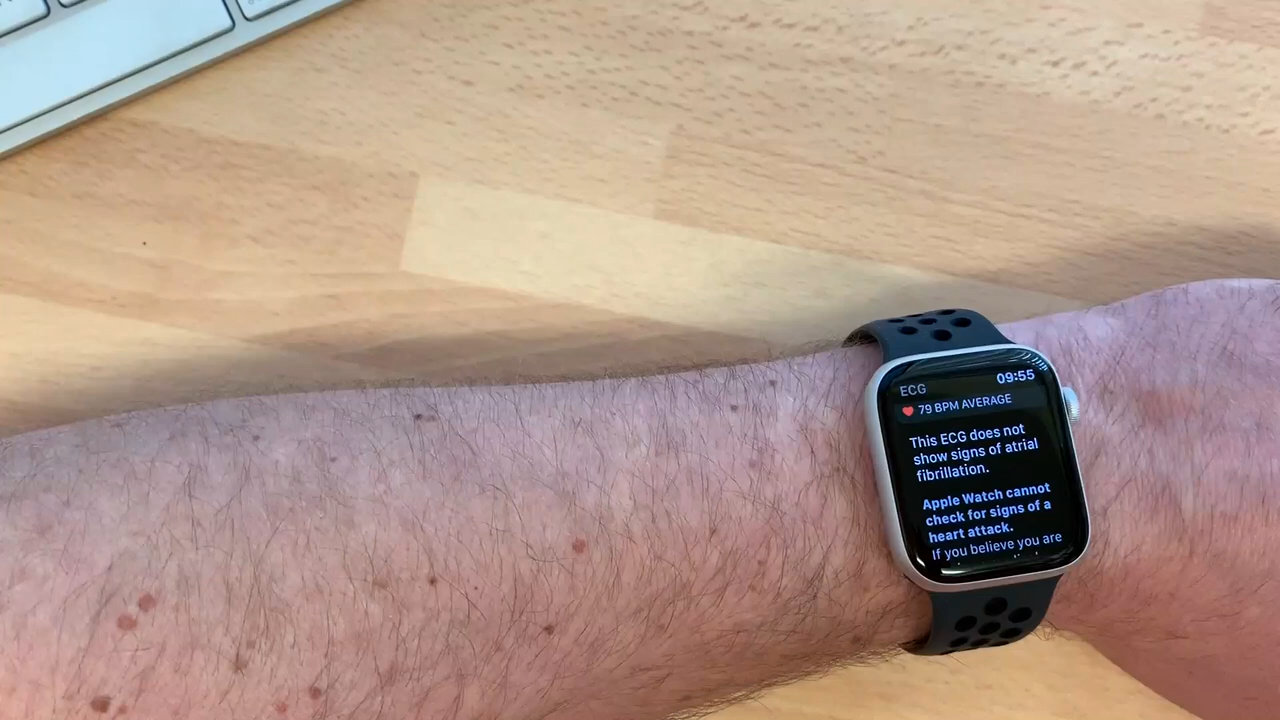 ECG 09:55
79 BPM AVERAGE
This ECG does not
show signs of atrial
fibrillation.
Apple Watch cannot
check for signs of a
heart attack.
If you believe you are